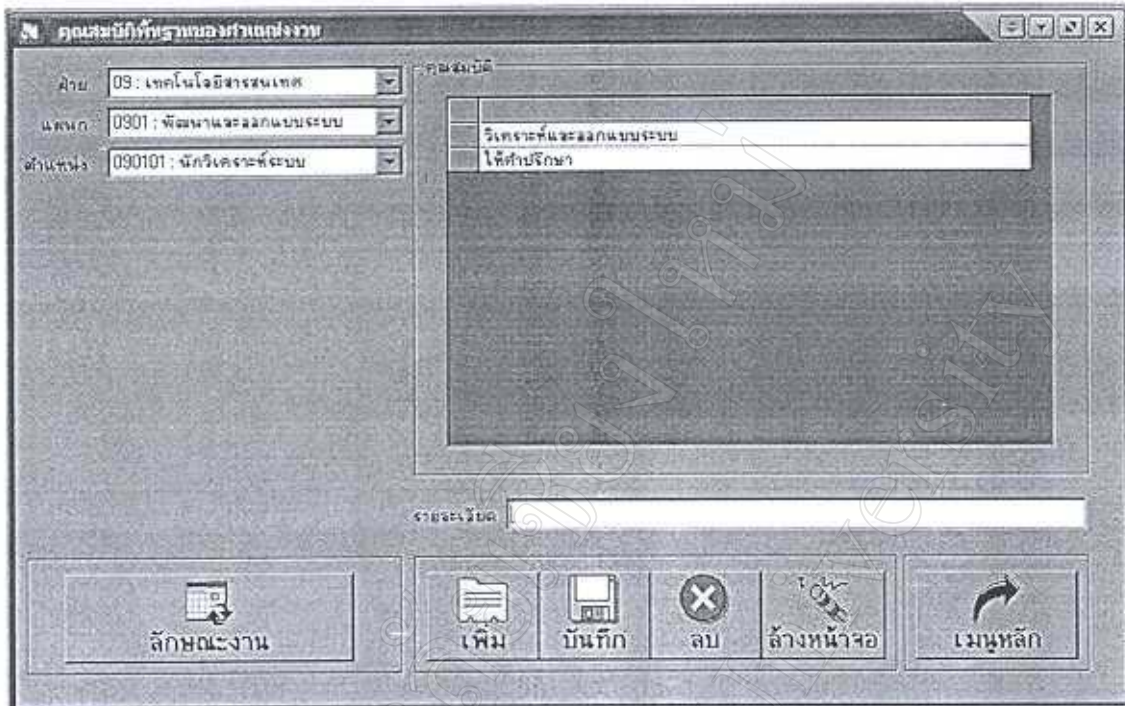 คุณสมบัติพื้นฐานของตำแหน่งงาน
ฝ่าย 09 : เทคโนโลยีสารสนเทศ
แผนก 0901 : พัฒนาและออกแบบระบบ
ตำแหน่ง 090101 : นักวิเคราะห์ระบบ
คุณสมบัติ
วิเคราะห์และออกแบบระบบ
ให้คำปรึกษา
รายละเอียด
ลักษณะงาน
เพิ่ม
บันทึก
ลบ
ล้างหน้าจอ
เมนูหลัก